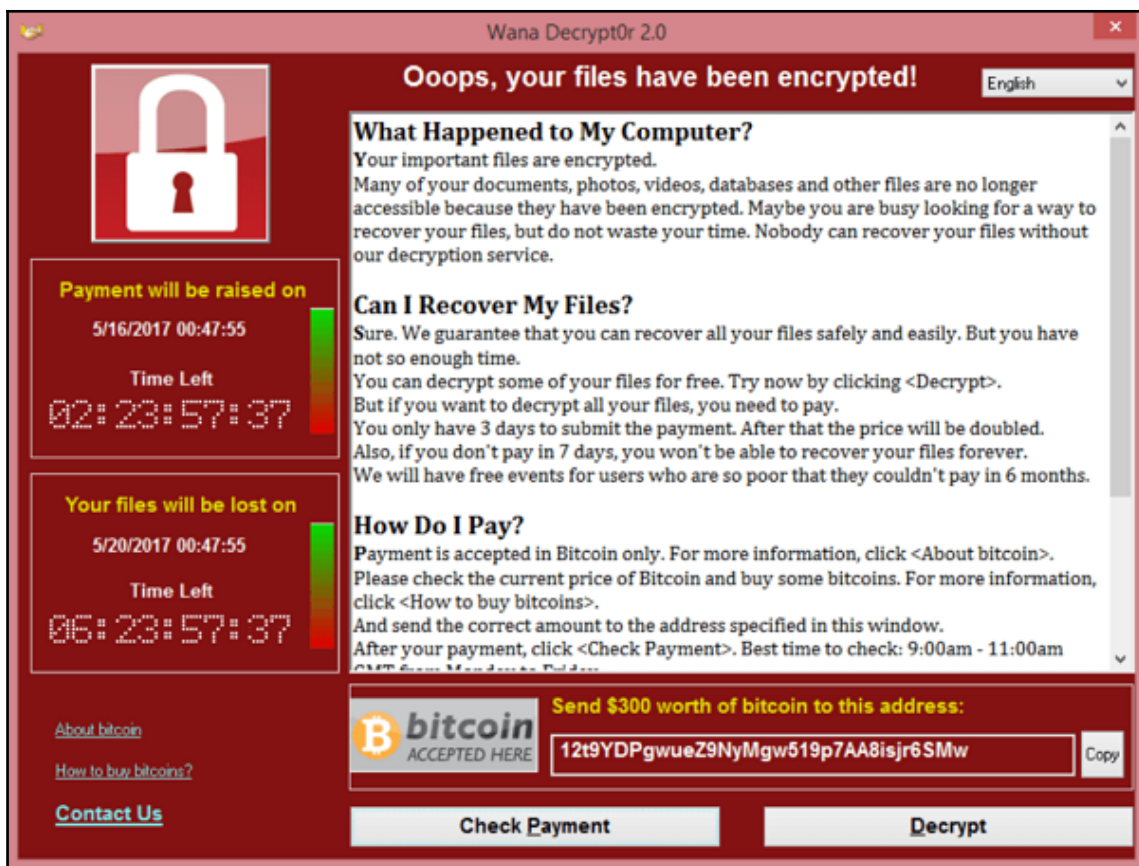 Wana Decrypt0r 2.0
Ooops, your files have been encrypted!
English
What Happened to My Computer?
Your important files are encrypted.
Many of your documents, photos, videos, databases and other files are no longer
accessible because they have been encrypted. Maybe you are busy looking for a way to
recover your files, but do not waste your time. Nobody can recover your files without
our decryption service.
Can I Recover My Files?
Sure. We guarantee that you can recover all your files safely and easily. But you have
not so enough time.
You can decrypt some of your files for free. Try now by clicking <Decrypt>.
But if you want to decrypt all your files, you need to pay.
You only have 3 days to submit the payment. After that the price will be doubled.
Also, if you don't pay in 7 days, you won't be able to recover your files forever.
We will have free events for users who are so poor that they couldn't pay in 6 months.
How Do I Pay?
Payment is accepted in Bitcoin only. For more information, click <About bitcoin>.
Please check the current price of Bitcoin and buy some bitcoins. For more information,
click <How to buy bitcoins>.
And send the correct amount to the address specified in this window.
After your payment, click <Check Payment>. Best time to check: 9:00am - 11:00am
GMT from Monday to Friday.
Payment will be raised on
5/16/2017 00:47:55
Time Left
02:23:57:37
Your files will be lost on
5/20/2017 00:47:55
Time Left
06:23:57:37
About bitcoin
How to buy bitcoins?
Contact Us
bitcoin
ACCEPTED HERE
Send $300 worth of bitcoin to this address:
12t9YDPgwueZ9NyMgw519p7AA8isjr6SMw
Copy
Check Payment
Decrypt